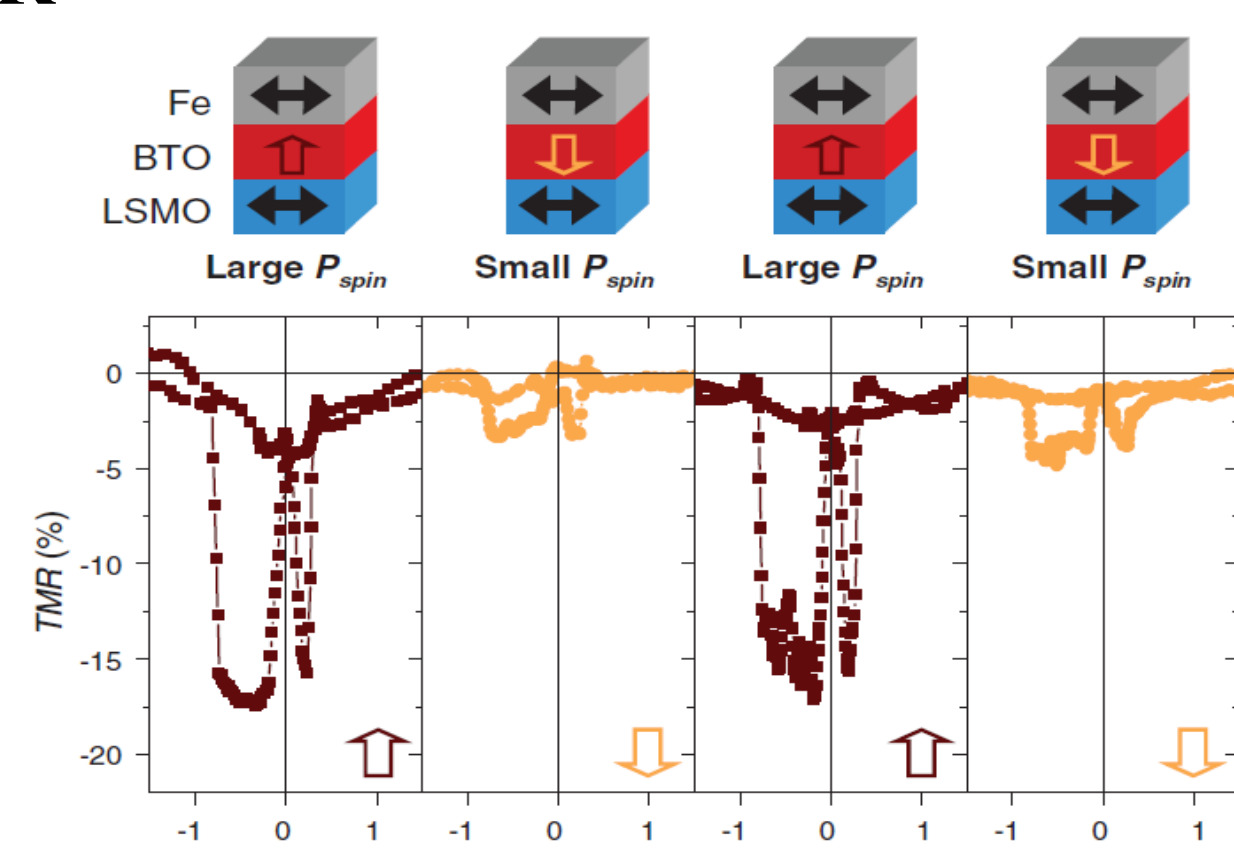 Fe
BTO
LSMO
Large P_spin Small P_spin Large P_spin Small P_spin
TMR (%)
0
-5
-10
-15
-20
-1 0 1 -1 0 1 -1 0 1 -1 0 1